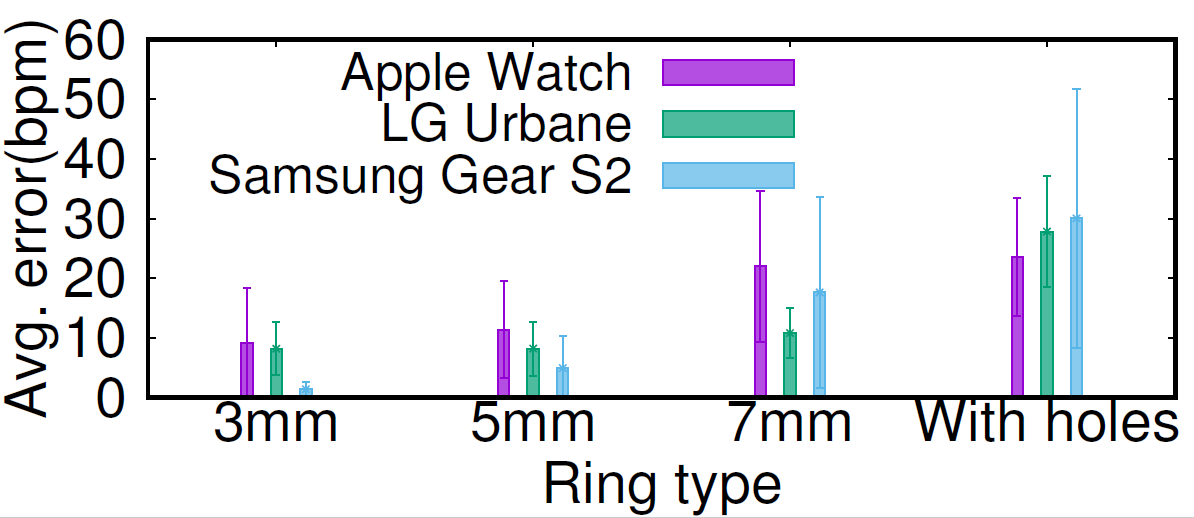 Avg. error(bpm)
60
50
40
30
20
10
0
Apple Watch
LG Urbane
Samsung Gear S2
3mm 5mm 7mm With holes
Ring type